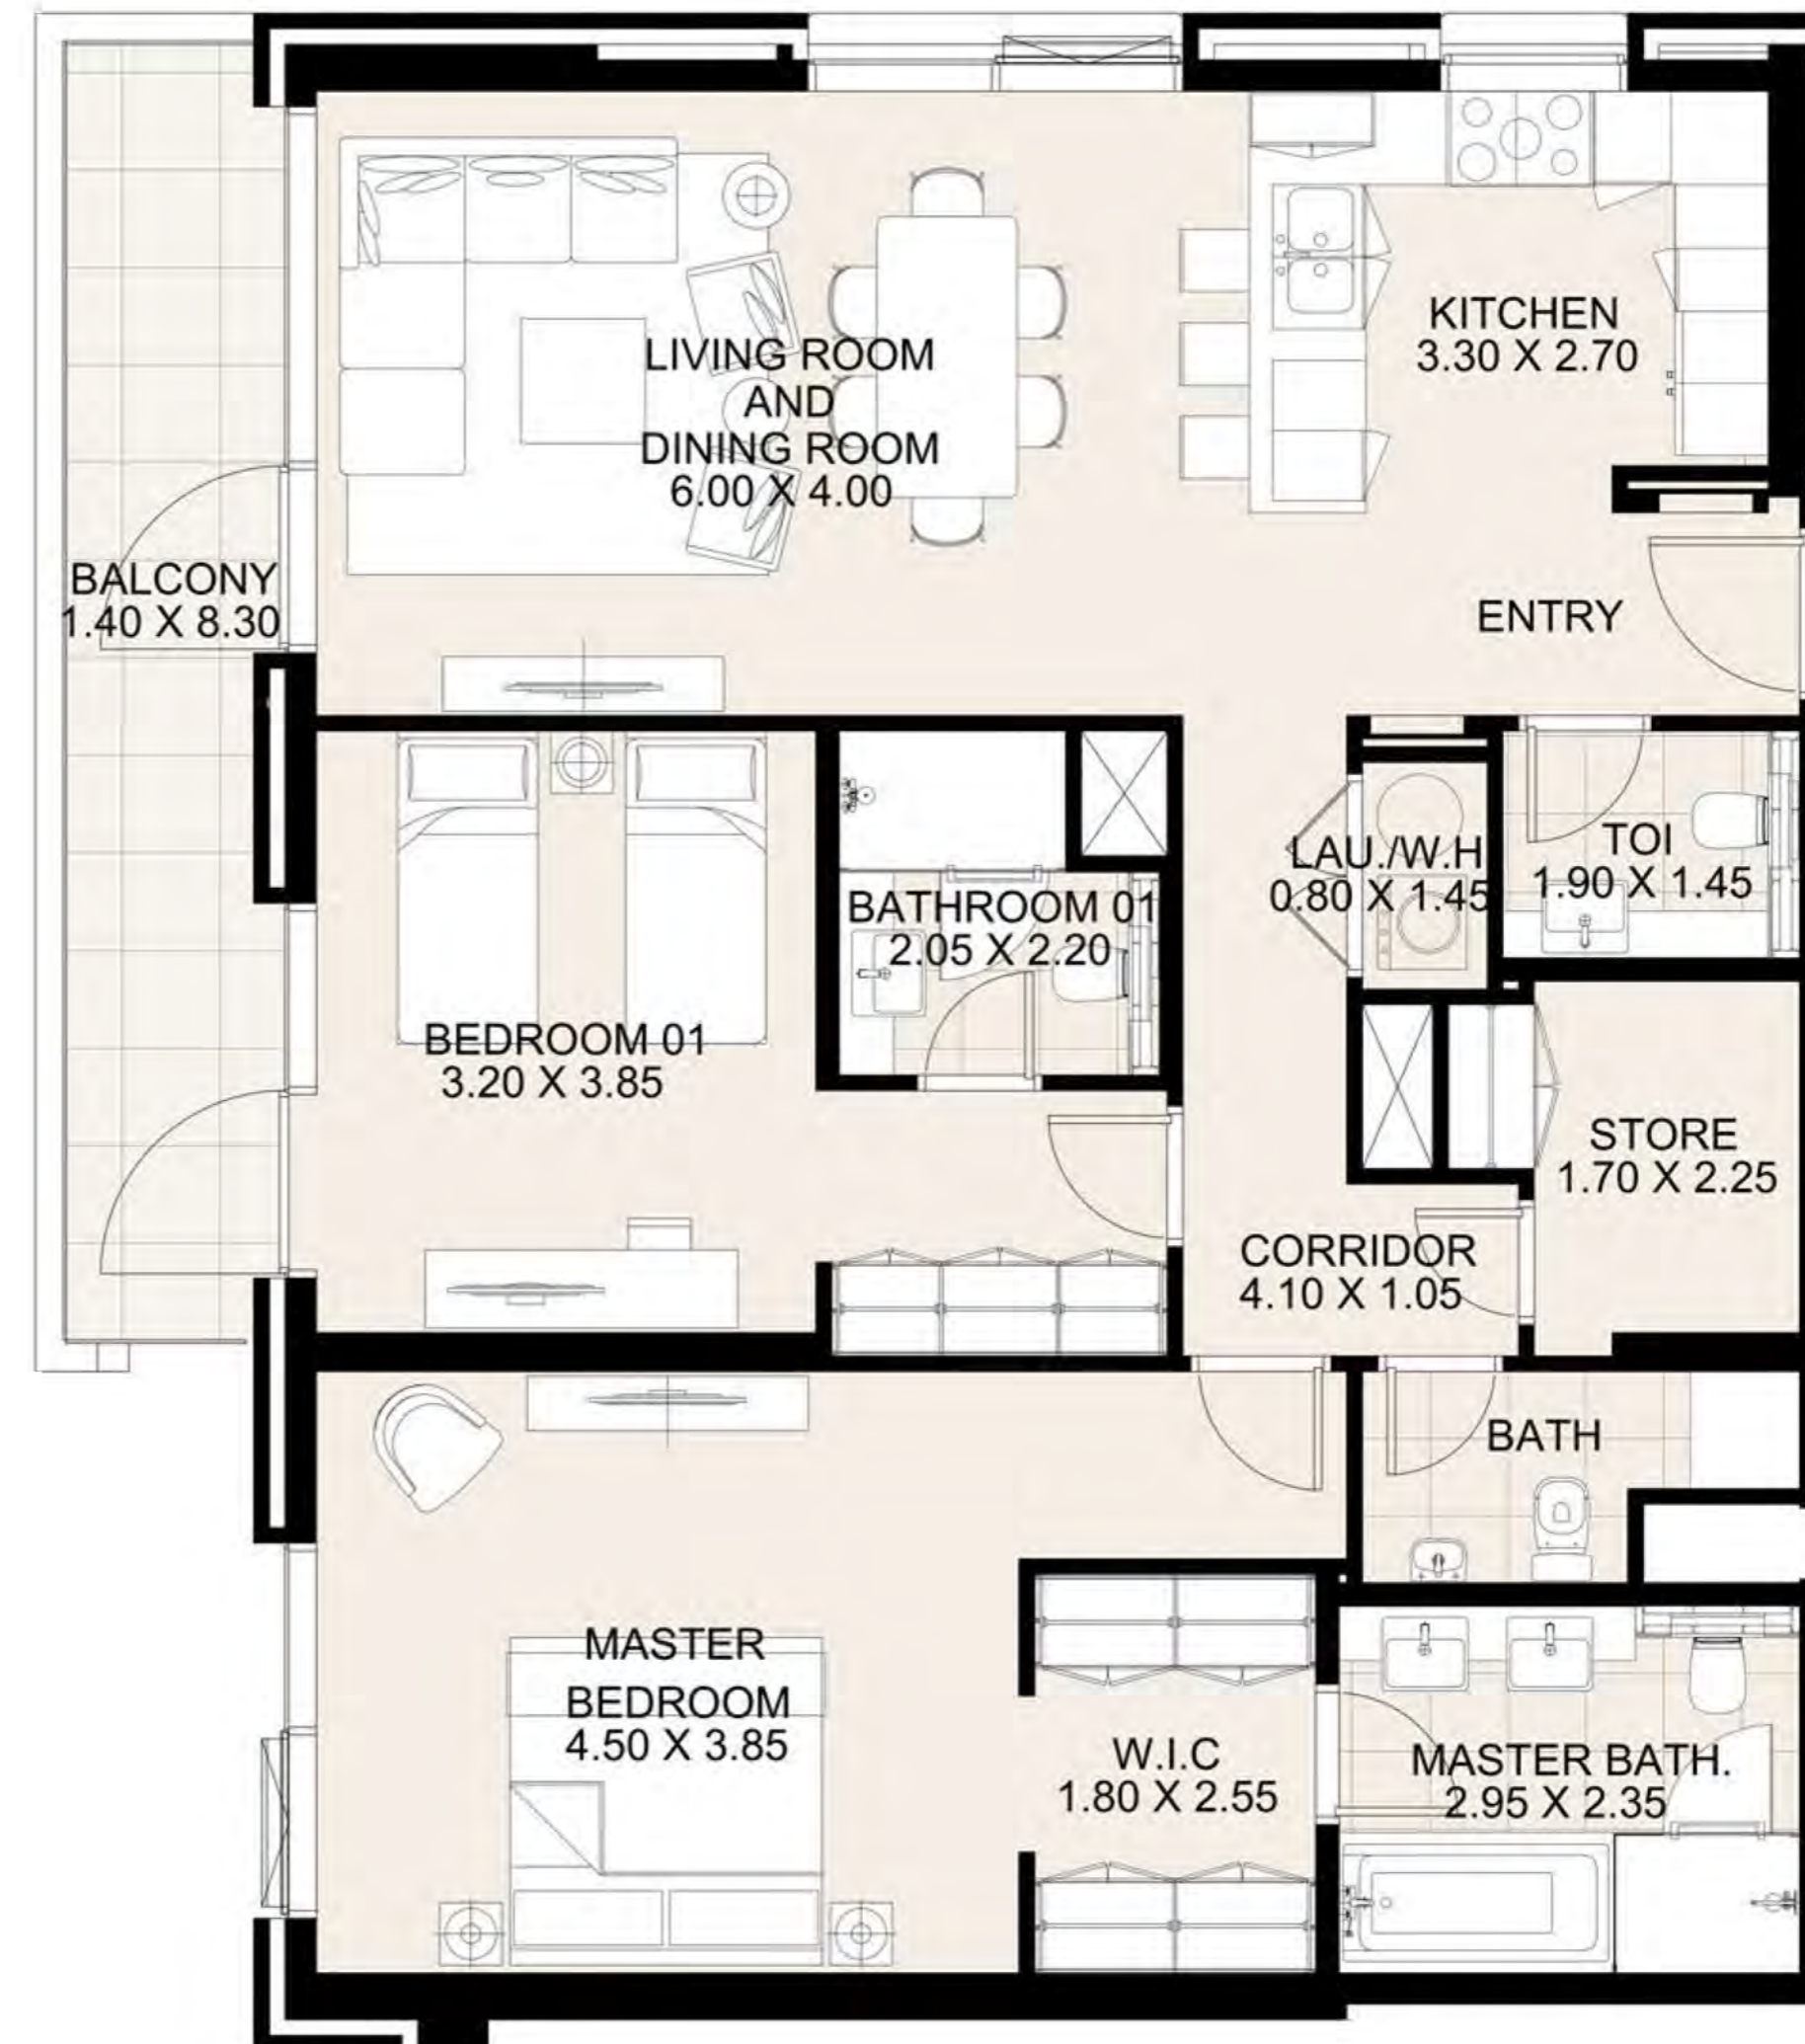 LIVING ROOM
AND
DINING ROOM
6.00 X 4.00
KITCHEN
3.30 X 2.70
BALCONY
1.40 X 8.30
ENTRY
LAU./W.H
0.80 X 1.45
TOI
1.90 X 1.45
BATHROOM 01
2.05 X 2.20
BEDROOM 01
3.20 X 3.85
STORE
1.70 X 2.25
CORRIDOR
4.10 X 1.05
BATH
MASTER
BEDROOM
4.50 X 3.85
W.I.C
1.80 X 2.55
MASTER BATH.
2.95 X 2.35